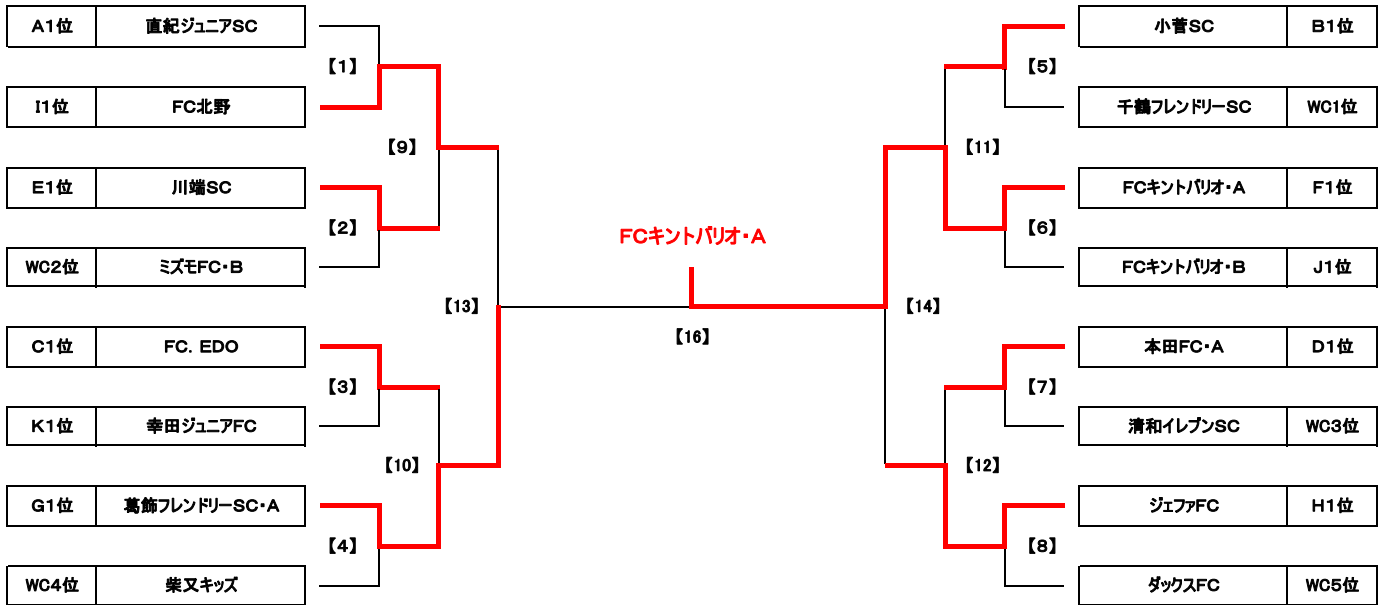 A1位 直紀ジュニアSC
【1】
I1位 FC北野
【9】
E1位 川端SC
【2】
WC2位 ミズモFC・B
【13】
C1位 FC．EDO
【3】
K1位 幸田ジュニアFC
【10】
G1位 葛飾フレンドリーSC・A
【4】
WC4位 柴又キッズ
FCキントバリオ・A
【16】
小菅SC B1位
【5】
千鶴フレンドリーSC WC1位
【11】
FCキントバリオ・A F1位
【6】
FCキントバリオ・B J1位
【14】
本田FC・A D1位
【7】
清和イレブンSC WC3位
【12】
ジェファFC H1位
【8】
ダックスFC WC5位